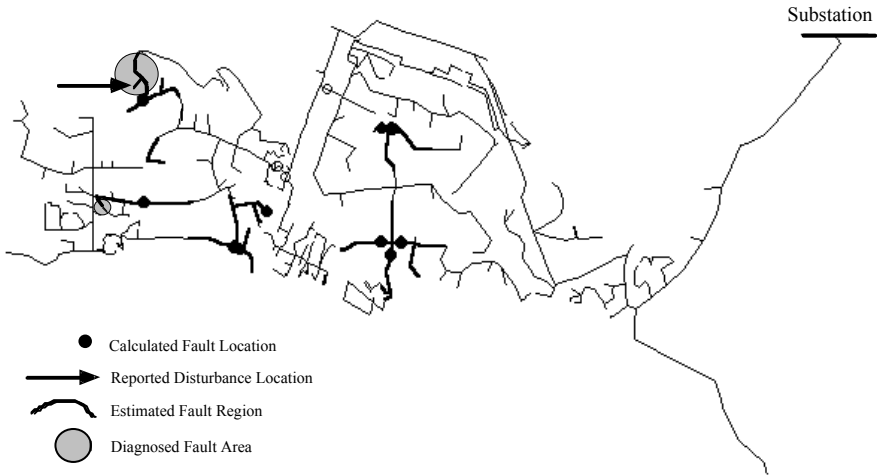 Substation
Calculated Fault Location
Reported Disturbance Location
Estimated Fault Region
Diagnosed Fault Area